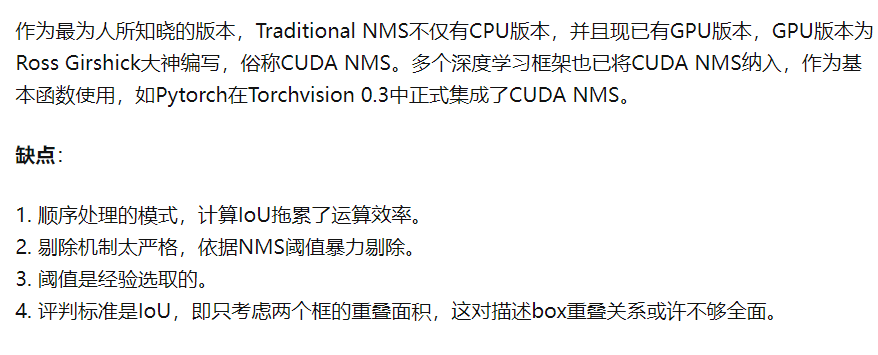 作为最为人所知晓的版本，Traditional NMS不仅有CPU版本，并且现已有GPU版本，GPU版本为
Ross Girshick大神编写，俗称CUDA NMS。多个深度学习框架也已将CUDA NMS纳入，作为基
本函数使用，如Pytorch在Torchvision 0.3中正式集成了CUDA NMS。
缺点：
1. 顺序处理的模式，计算IoU拖累了运算效率。
2. 剔除机制太严格，依据NMS阈值暴力剔除。
3. 阈值是经验选取的。
4. 评判标准是IoU，即只考虑两个框的重叠面积，这对描述box重叠关系或许不够全面。